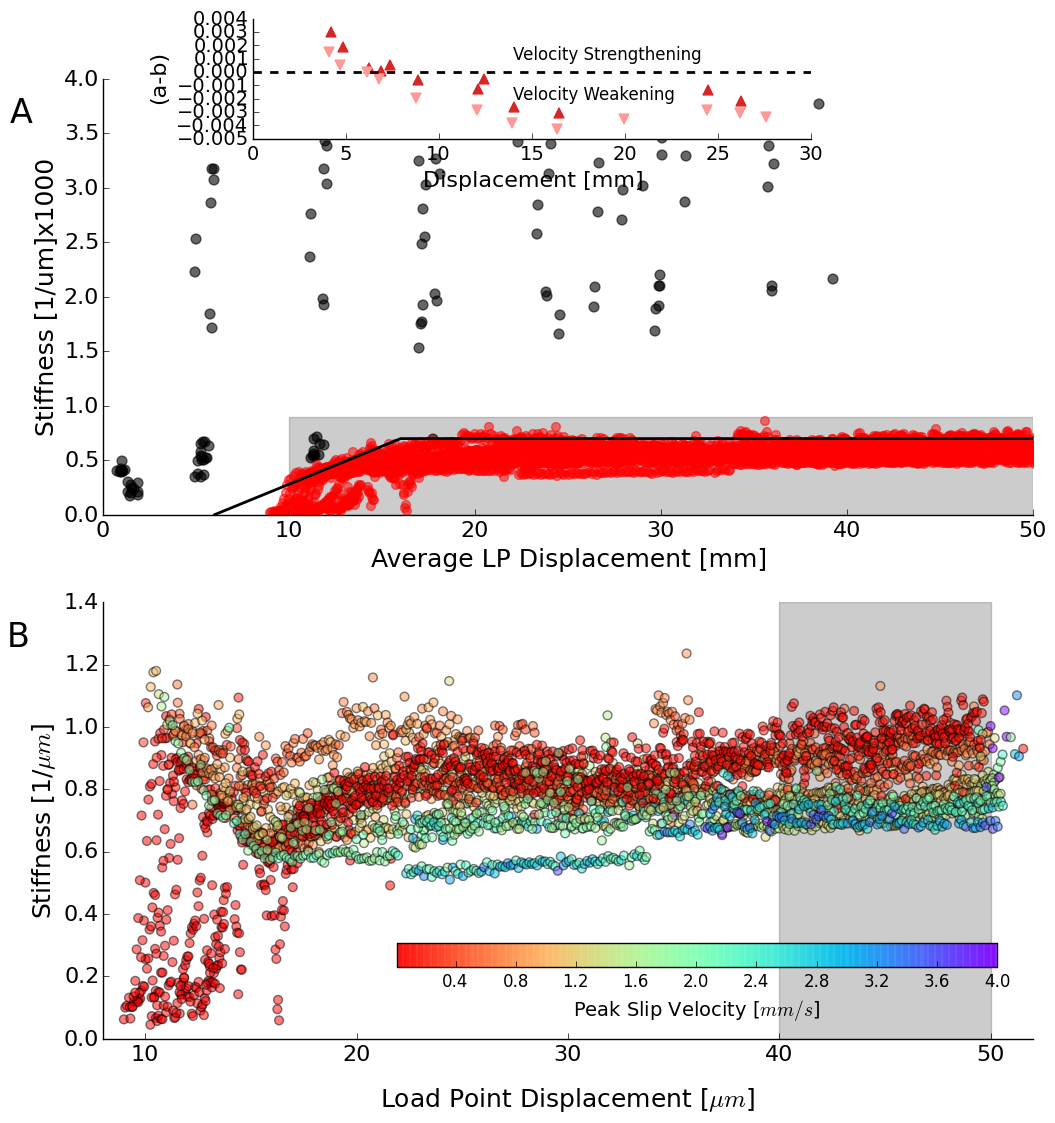 0.004
0.003
0.002
0.001
0.000
−0.001
−0.002
−0.003
−0.004
−0.005
(a-b)
Velocity Strengthening
Velocity Weakening
0 5 10 15 20 25 30
Displacement [mm]
A
4.0
3.5
3.0
2.5
2.0
1.5
1.0
0.5
0.0
Stiffness [1/um]x1000
0 10 20 30 40 50
Average LP Displacement [mm]
B
1.4
1.2
1.0
0.8
0.6
0.4
0.2
0.0
Stiffness [1/μm]
0.4 0.8 1.2 1.6 2.0 2.4 2.8 3.2 3.6 4.0
Peak Slip Velocity [mm/s]
10 20 30 40 50
Load Point Displacement [μm]